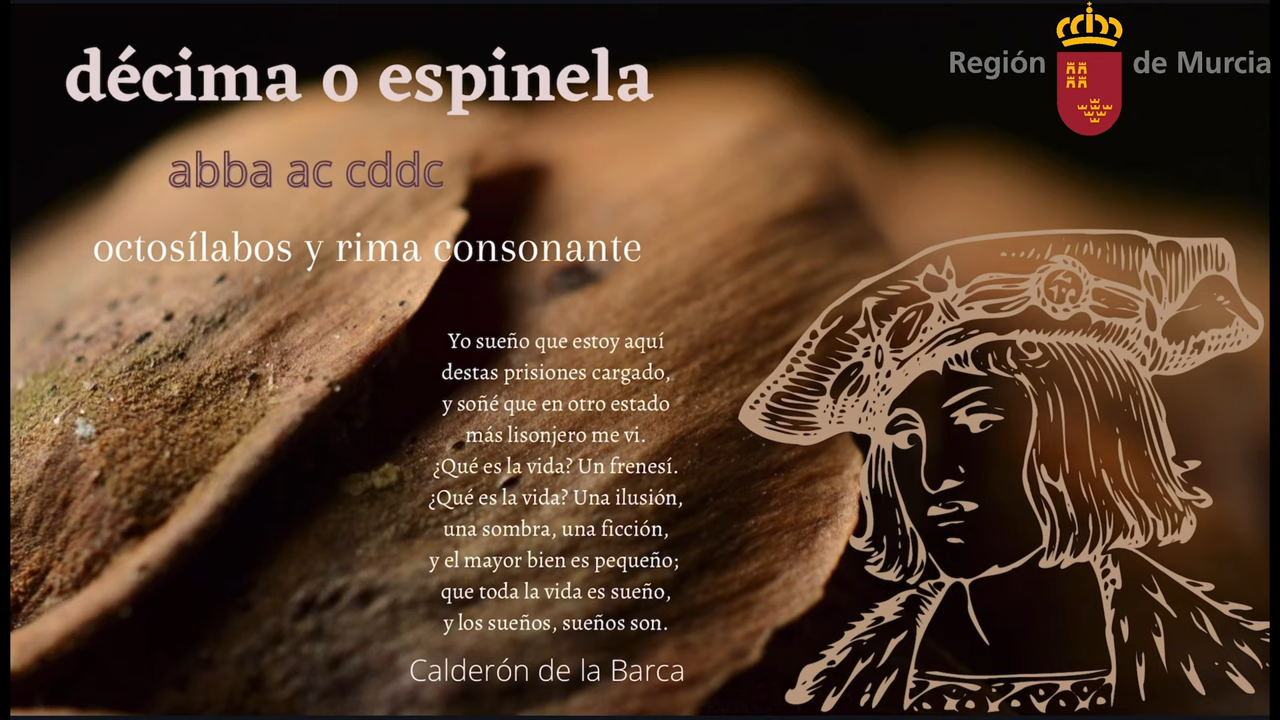 décima o espinela
Región de Murcia
abba ac cddc
octosílabos y rima consonante
Yo sueño que estoy aquí
destas prisiones cargado,
y soñé que en otro estado
más lisonjero me vi.
¿Qué es la vida? Un frenesí.
¿Qué es la vida? Una ilusión,
una sombra, una ficción,
y el mayor bien es pequeño;
que toda la vida es sueño,
y los sueños, sueños son.
Calderón de la Barca